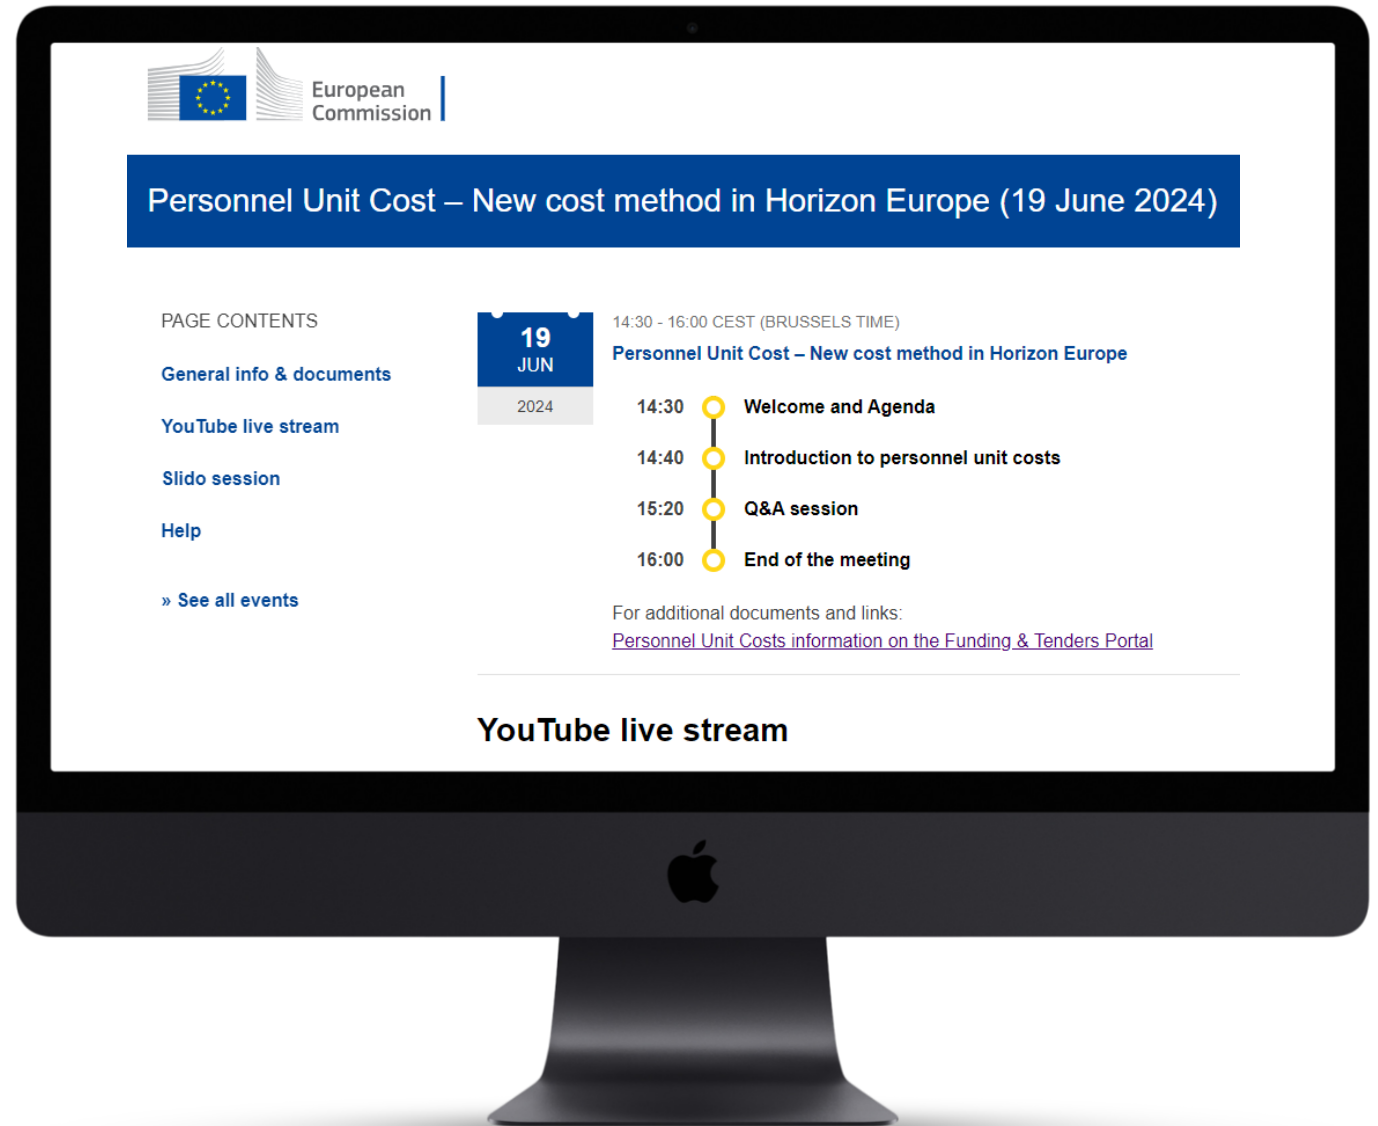 European
Commission
Personnel Unit Cost – New cost method in Horizon Europe (19 June 2024)
PAGE CONTENTS
General info & documents
YouTube live stream
Slido session
Help
» See all events
19
JUN
2024
14:30 - 16:00 CEST (BRUSSELS TIME)
Personnel Unit Cost – New cost method in Horizon Europe
14:30 Welcome and Agenda
14:40 Introduction to personnel unit costs
15:20 Q&A session
16:00 End of the meeting
For additional documents and links:
Personnel Unit Costs information on the Funding & Tenders Portal
YouTube live stream